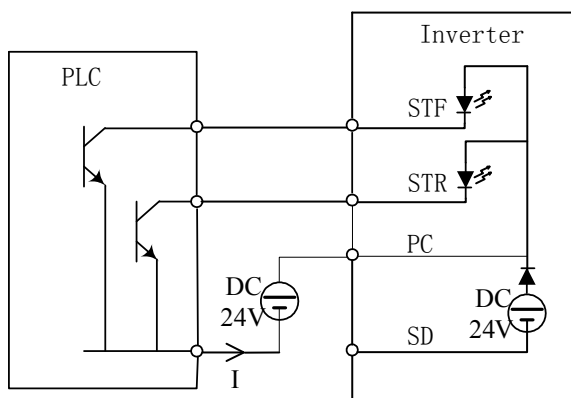 Inverter
PLC
STF
STR
PC
DC
24V
DC
24V
SD
I